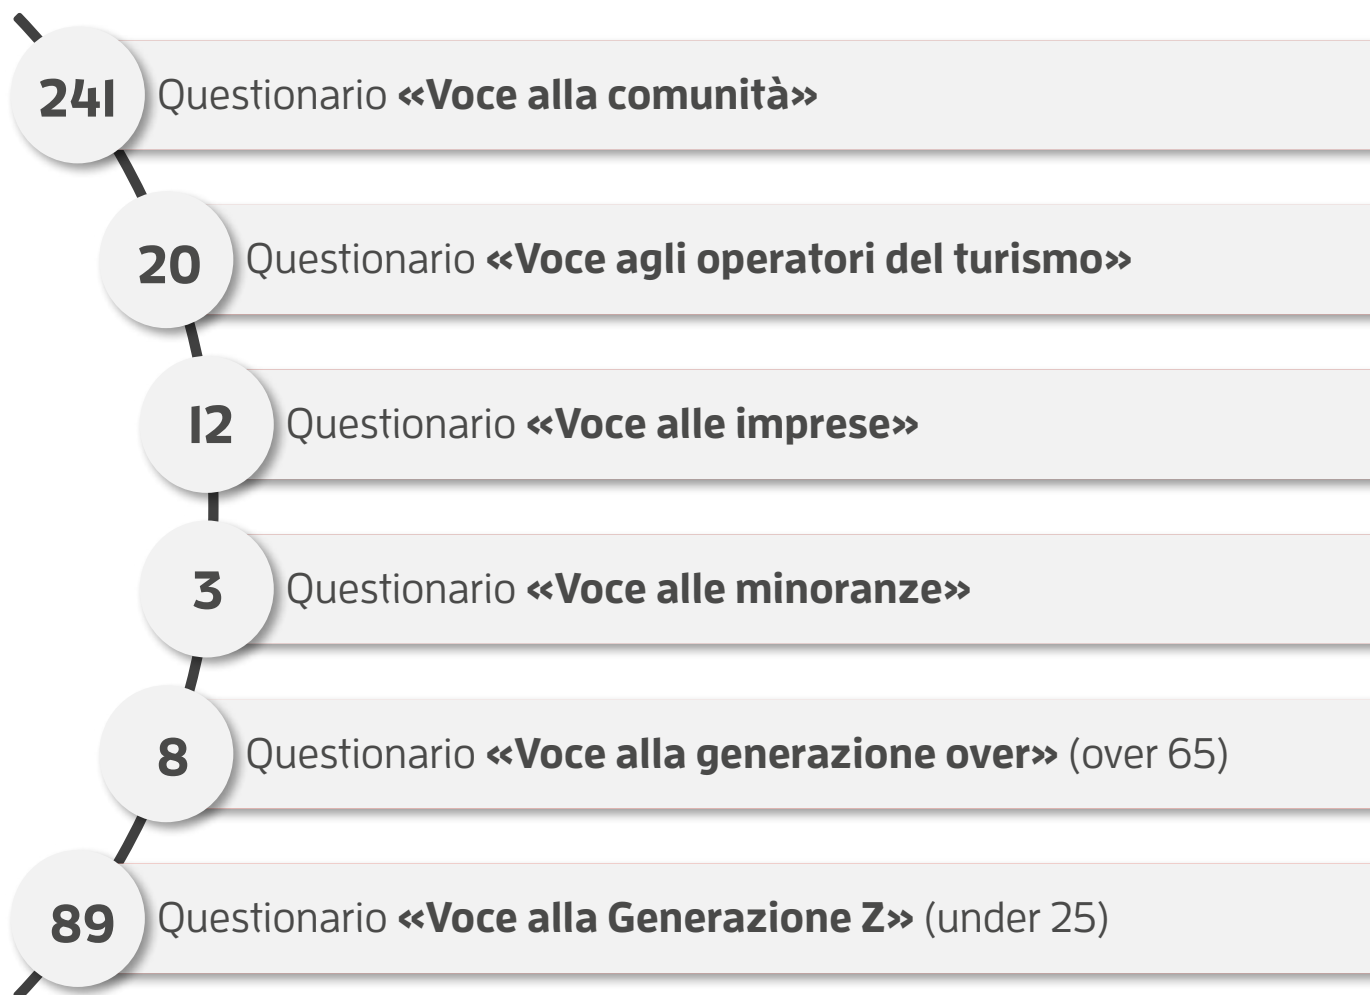 241 Questionario «Voce alla comunità»
20 Questionario «Voce agli operatori del turismo»
12 Questionario «Voce alle imprese»
3 Questionario «Voce alle minoranze»
8 Questionario «Voce alla generazione over» (over 65)
89 Questionario «Voce alla Generazione Z» (under 25)